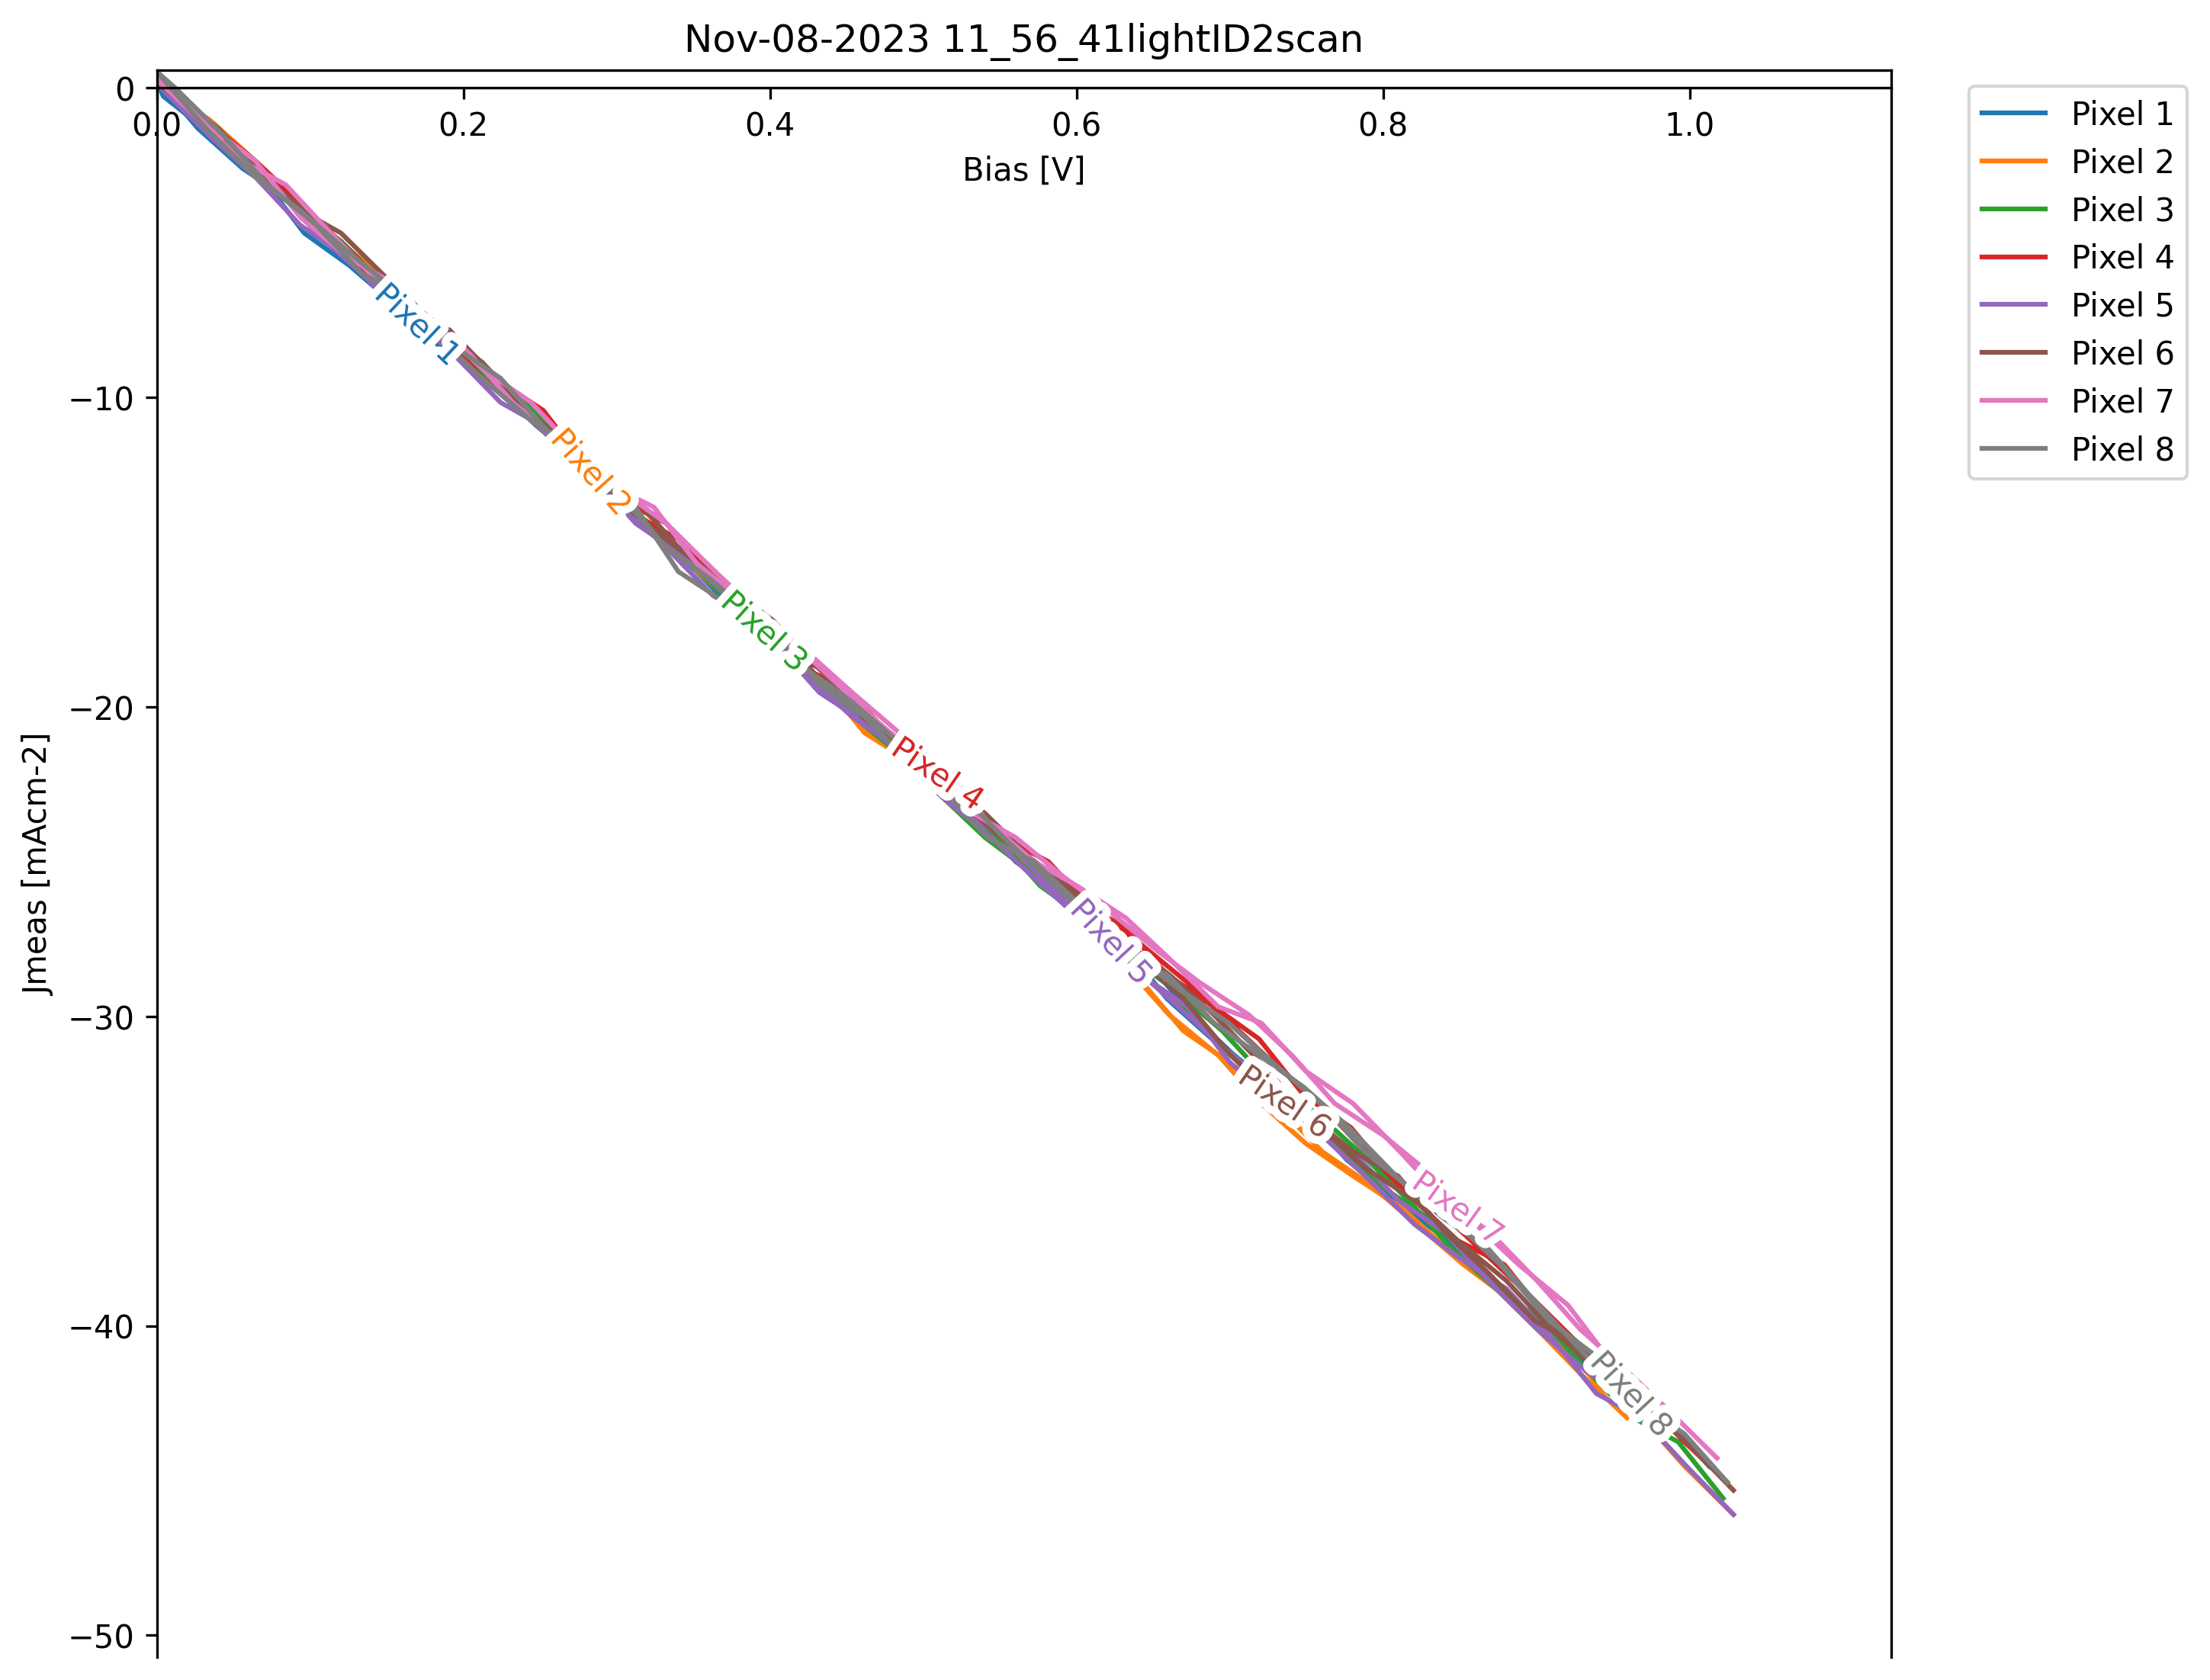 Nov-08-2023 11_56_41lightID2scan
0
0.0
0.2
0.4
0.6
0.8
1.0
Bias [V]
Pixel 1
Pixel 2
Pixel 3
Pixel 4
Pixel 5
Pixel 6
Pixel 7
Pixel 8
Pixel 1
−10
Pixel 2
Pixel 3
−20
Pixel 4
Jmeas [mAcm-2]
Pixel 5
−30
Pixel 6
Pixel 7
−40
Pixel 8
−50